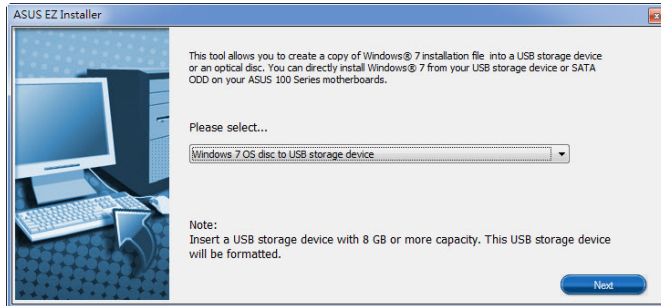 ASUS EZ Installer
This tool allows you to create a copy of Windows® 7 installation file into a USB storage device
or an optical disc. You can directly install Windows® 7 from your USB storage device or SATA
ODD on your ASUS 100 Series motherboards.
Please select...
Windows 7 OS disc to USB storage device
Note:
Insert a USB storage device with 8 GB or more capacity. This USB storage device
will be formatted.
Next